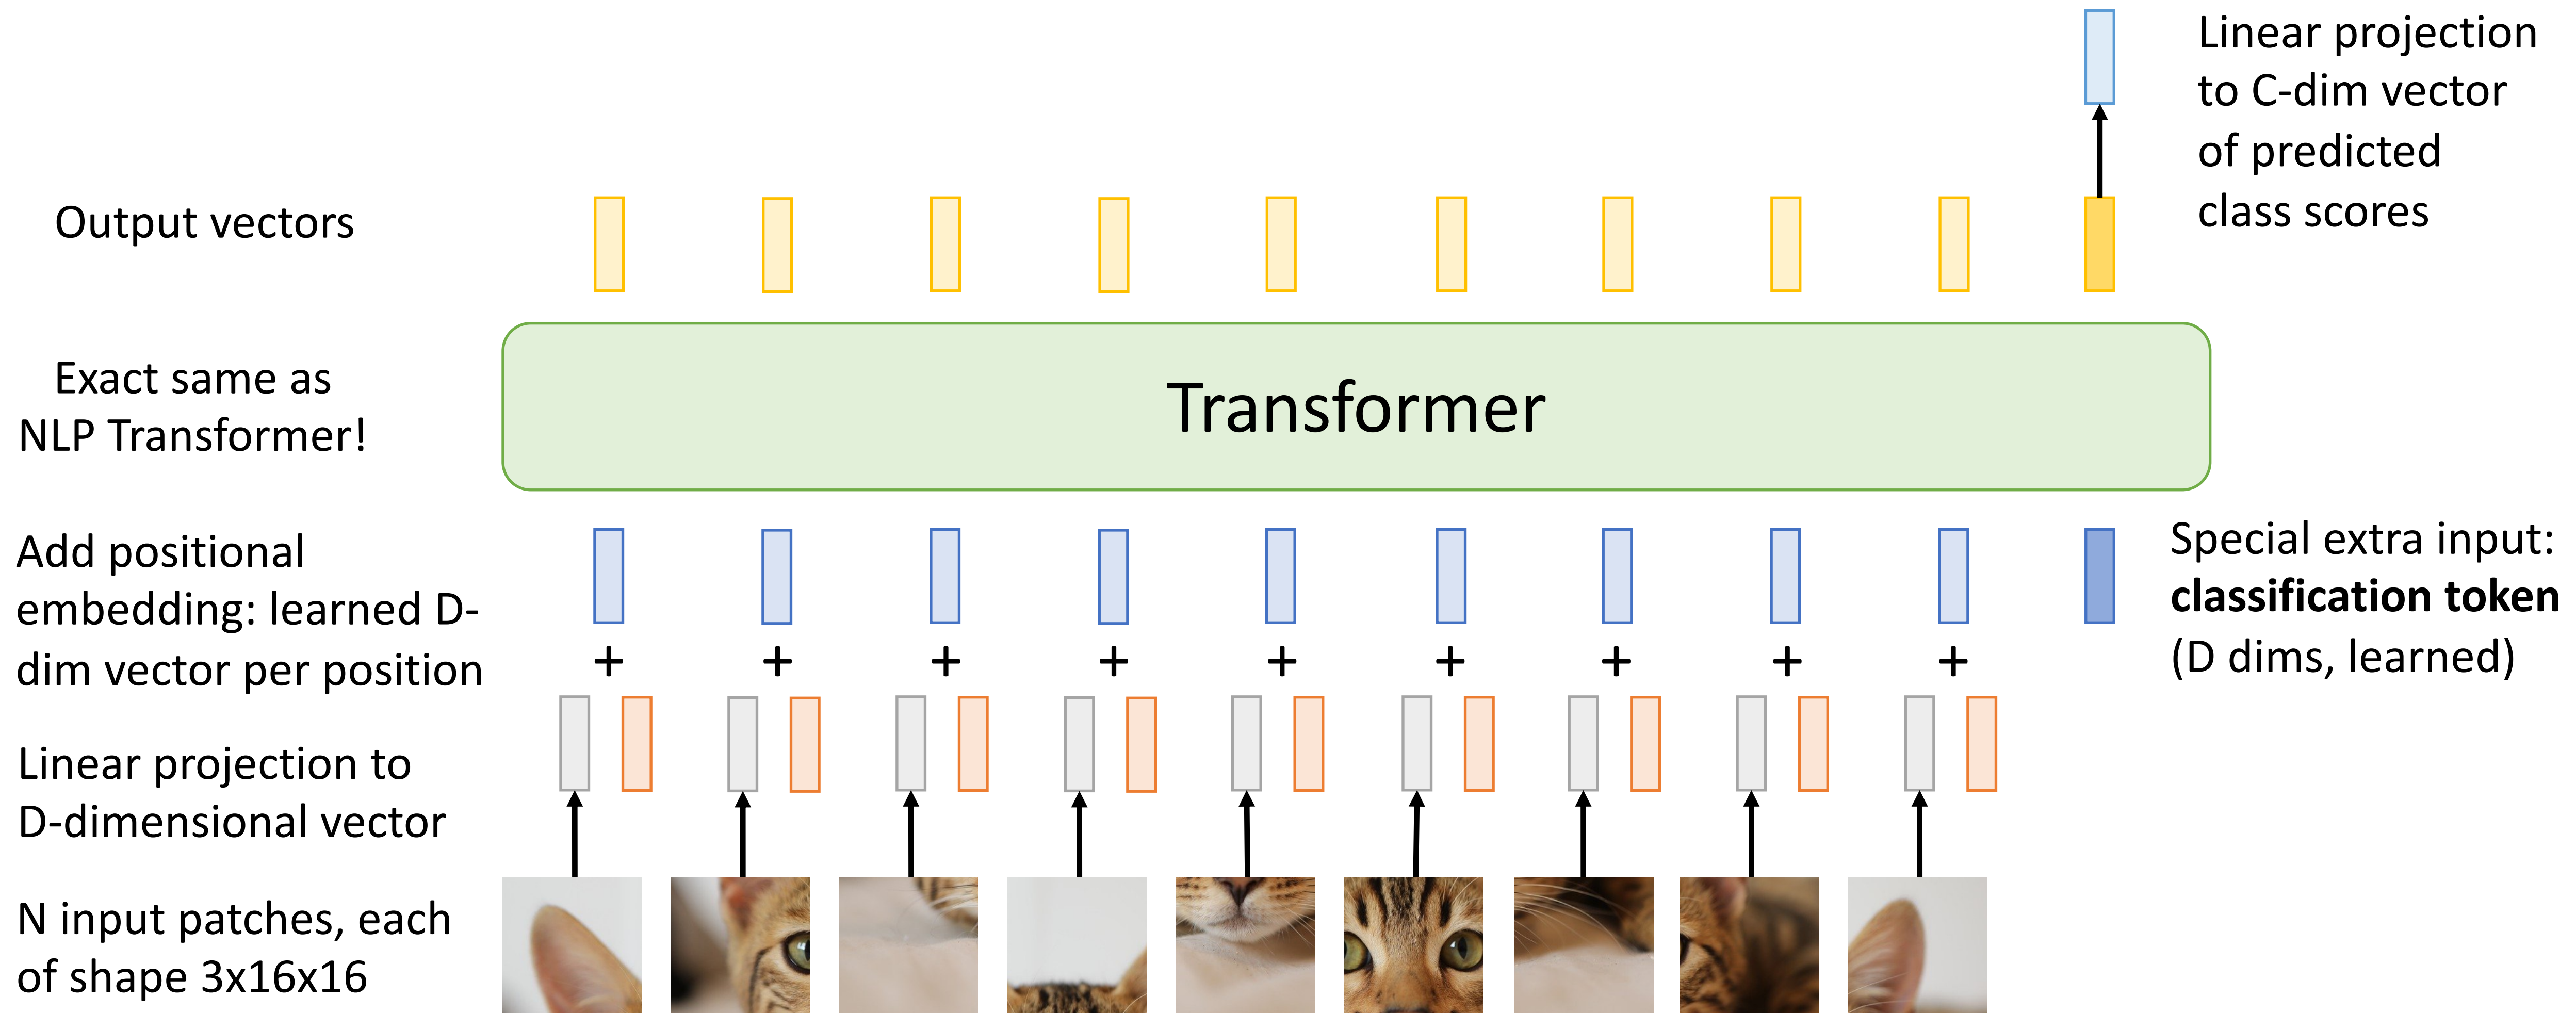 Linear projection
to C-dim vector
of predicted
class scores
Output vectors
Exact same as
NLP Transformer!
Transformer
Add positional
embedding: learned D-
dim vector per position
Special extra input:
classification token
(D dims, learned)
+ + + + + + + + +
Linear projection to
D-dimensional vector
N input patches, each
of shape 3x16x16